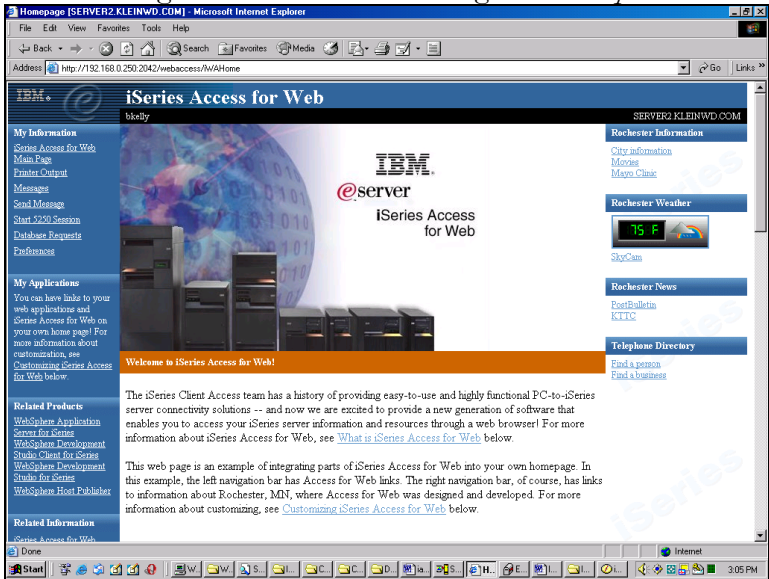 Homepage [SERVER2.KLEINWD.COM] - Microsoft Internet Explorer
File Edit View Favorites Tools Help
Back Search Favorites Media
Address http://192.168.0.250:2042/webaccess/iWAHome Go Links »
IBM. iSeries Access for Web
bkelly SERVER2.KLEINWD.COM
My Information
iSeries Access for Web
Main Page
Printer Output
Messages
Send Message
Start 5250 Session
Database Requests
Preferences
My Applications
You can have links to your
web applications and
iSeries Access for Web on
your own home page! For
more information about
customization, see
Customizing iSeries Access
for Web below.
Related Products
WebSphere Application
Server for iSeries
WebSphere Development
Studio Client for iSeries
WebSphere Development
Studio for iSeries
WebSphere Host Publisher
Related Information
iSeries Access for Web
IBM.
eserver
iSeries Access
for Web
Welcome to iSeries Access for Web!
The iSeries Client Access team has a history of providing easy-to-use and highly functional PC-to-iSeries
server connectivity solutions -- and now we are excited to provide a new generation of software that
enables you to access your iSeries server information and resources through a web browser! For more
information about iSeries Access for Web, see What is iSeries Access for Web below.
This web page is an example of integrating parts of iSeries Access for Web into your own homepage. In
this example, the left navigation bar has Access for Web links. The right navigation bar, of course, has links
to information about Rochester, MN, where Access for Web was designed and developed. For more
information about customizing, see Customizing iSeries Access for Web below.
Rochester Information
City information
Movies
Mayo Clinic
Rochester Weather
75 F
SkyCam
Rochester News
PostBulletin
KTTC
Telephone Directory
Find a person
Find a business
iSeries
iSeries
iSeries
Done Internet
Start 3:05 PM